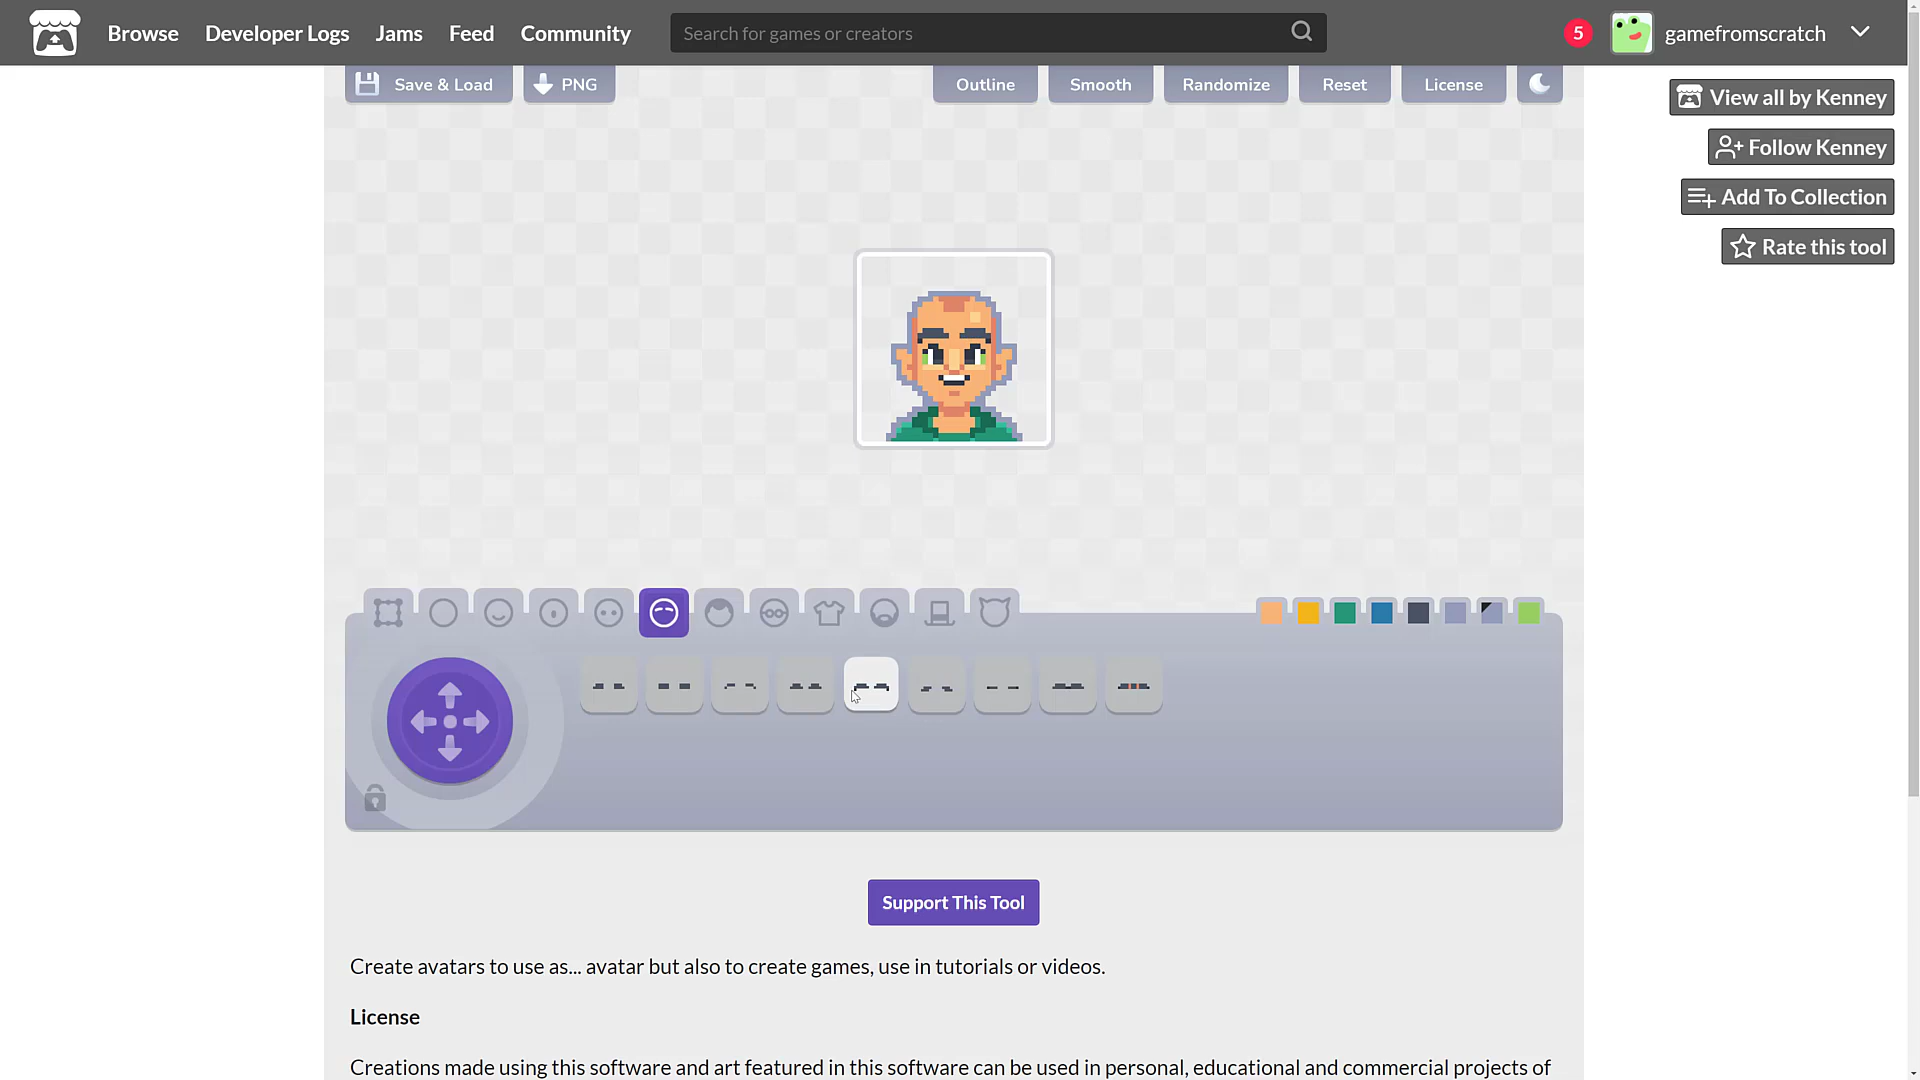 Browse Developer Logs Jams Feed Community Search for games or creators 5 gamefromscratch
Save & Load PNG Outline Smooth Randomize Reset License
View all by Kenney
Follow Kenney
Add To Collection
Rate this tool
Support This Tool
Create avatars to use as... avatar but also to create games, use in tutorials or videos.
License
Creations made using this software and art featured in this software can be used in personal, educational and commercial projects of